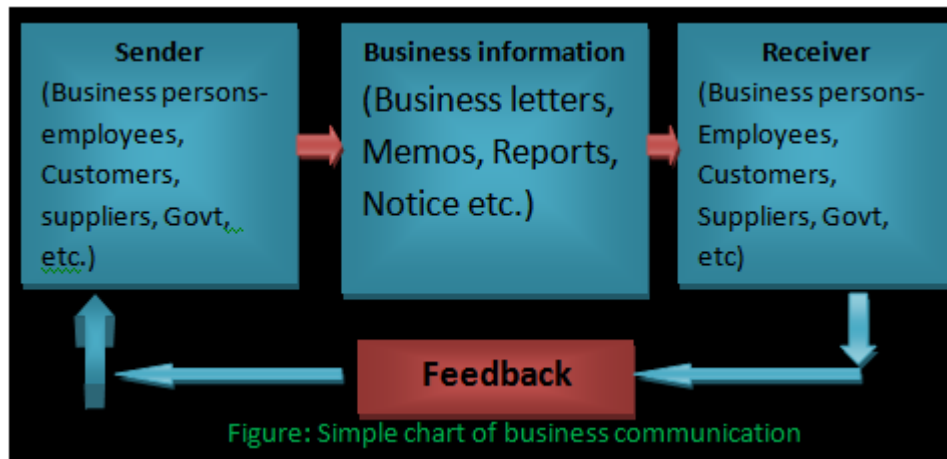 Sender
(Business persons-
employees,
Customers,
suppliers, Govt,
etc.)
Business information
(Business letters,
Memos, Reports,
Notice etc.)
Receiver
(Business persons-
Employees,
Customers,
Suppliers, Govt,
etc)
Feedback
Figure: Simple chart of business communication